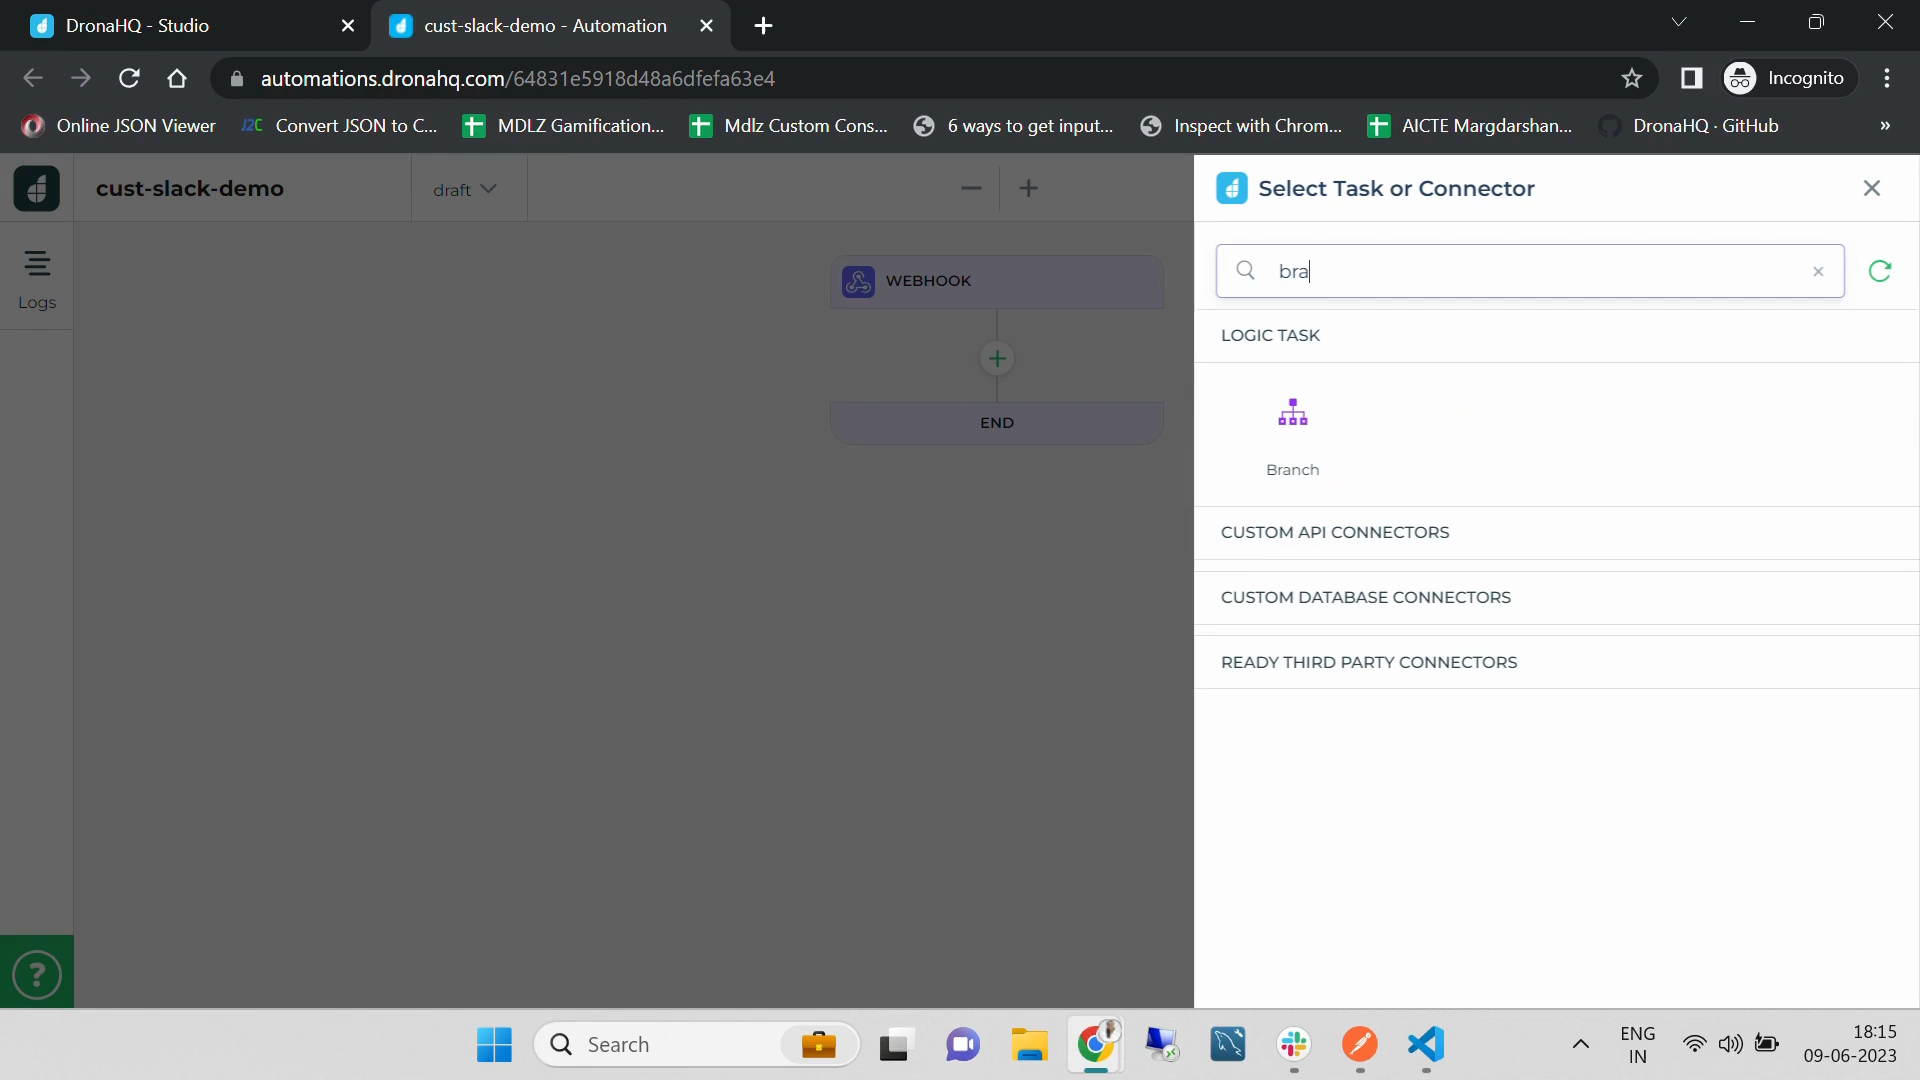 DronaHQ - Studio
cust-slack-demo - Automation
automations.dronahq.com/64831e5918d48a6dfefa63e4
Incognito
Online JSON Viewer
J2C Convert JSON to C...
MDLZ Gamification...
Mdlz Custom Cons...
6 ways to get input...
Inspect with Chrom...
AICTE Margdarshan...
DronaHQ · GitHub
»
cust-slack-demo
draft
Select Task or Connector
Logs
WEBHOOK
END
bra
LOGIC TASK
Branch
CUSTOM API CONNECTORS
CUSTOM DATABASE CONNECTORS
READY THIRD PARTY CONNECTORS
?
Search
ENG
IN
18:15
09-06-2023